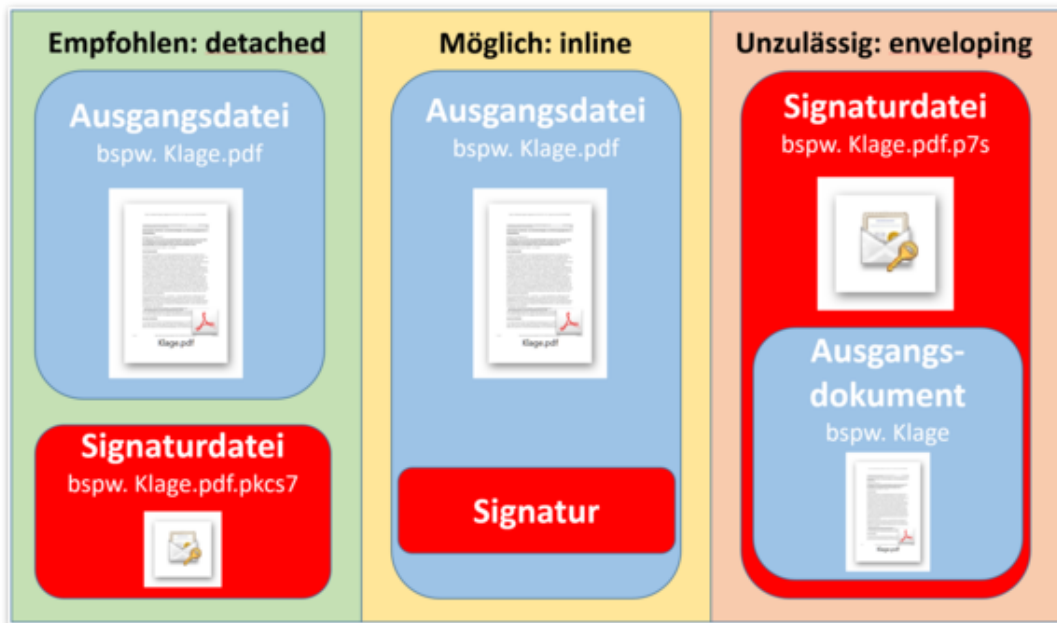 Empfohlen: detached
Ausgangsdatei
bspw. Klage.pdf
Klage.pdf
Signaturdatei
bspw. Klage.pdf.pkcs7
Möglich: inline
Ausgangsdatei
bspw. Klage.pdf
Klage.pdf
Signatur
Unzulässig: enveloping
Signaturdatei
bspw. Klage.pdf.p7s
Ausgangs-
dokument
bspw. Klage
Klage.pdf